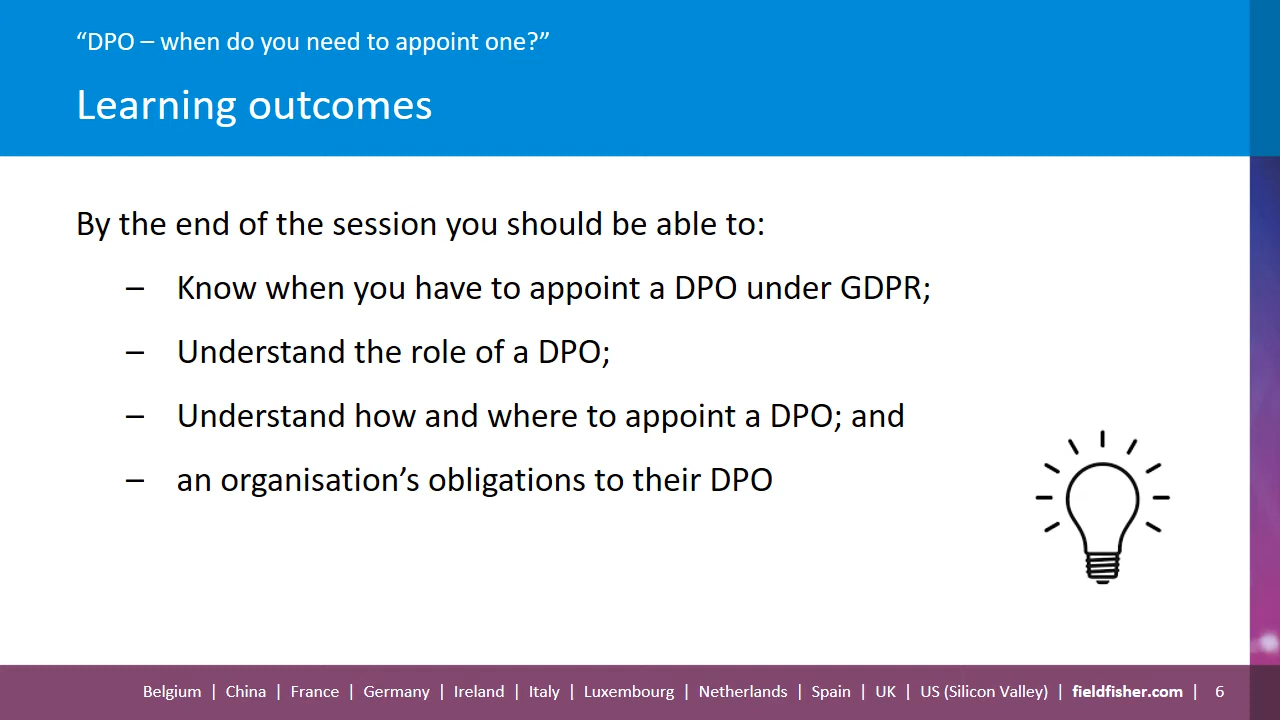 “DPO – when do you need to appoint one?”
Learning outcomes
By the end of the session you should be able to:
– Know when you have to appoint a DPO under GDPR;
– Understand the role of a DPO;
– Understand how and where to appoint a DPO; and
– an organisation’s obligations to their DPO
Belgium | China | France | Germany | Ireland | Italy | Luxembourg | Netherlands | Spain | UK | US (Silicon Valley) | fieldfisher.com | 6